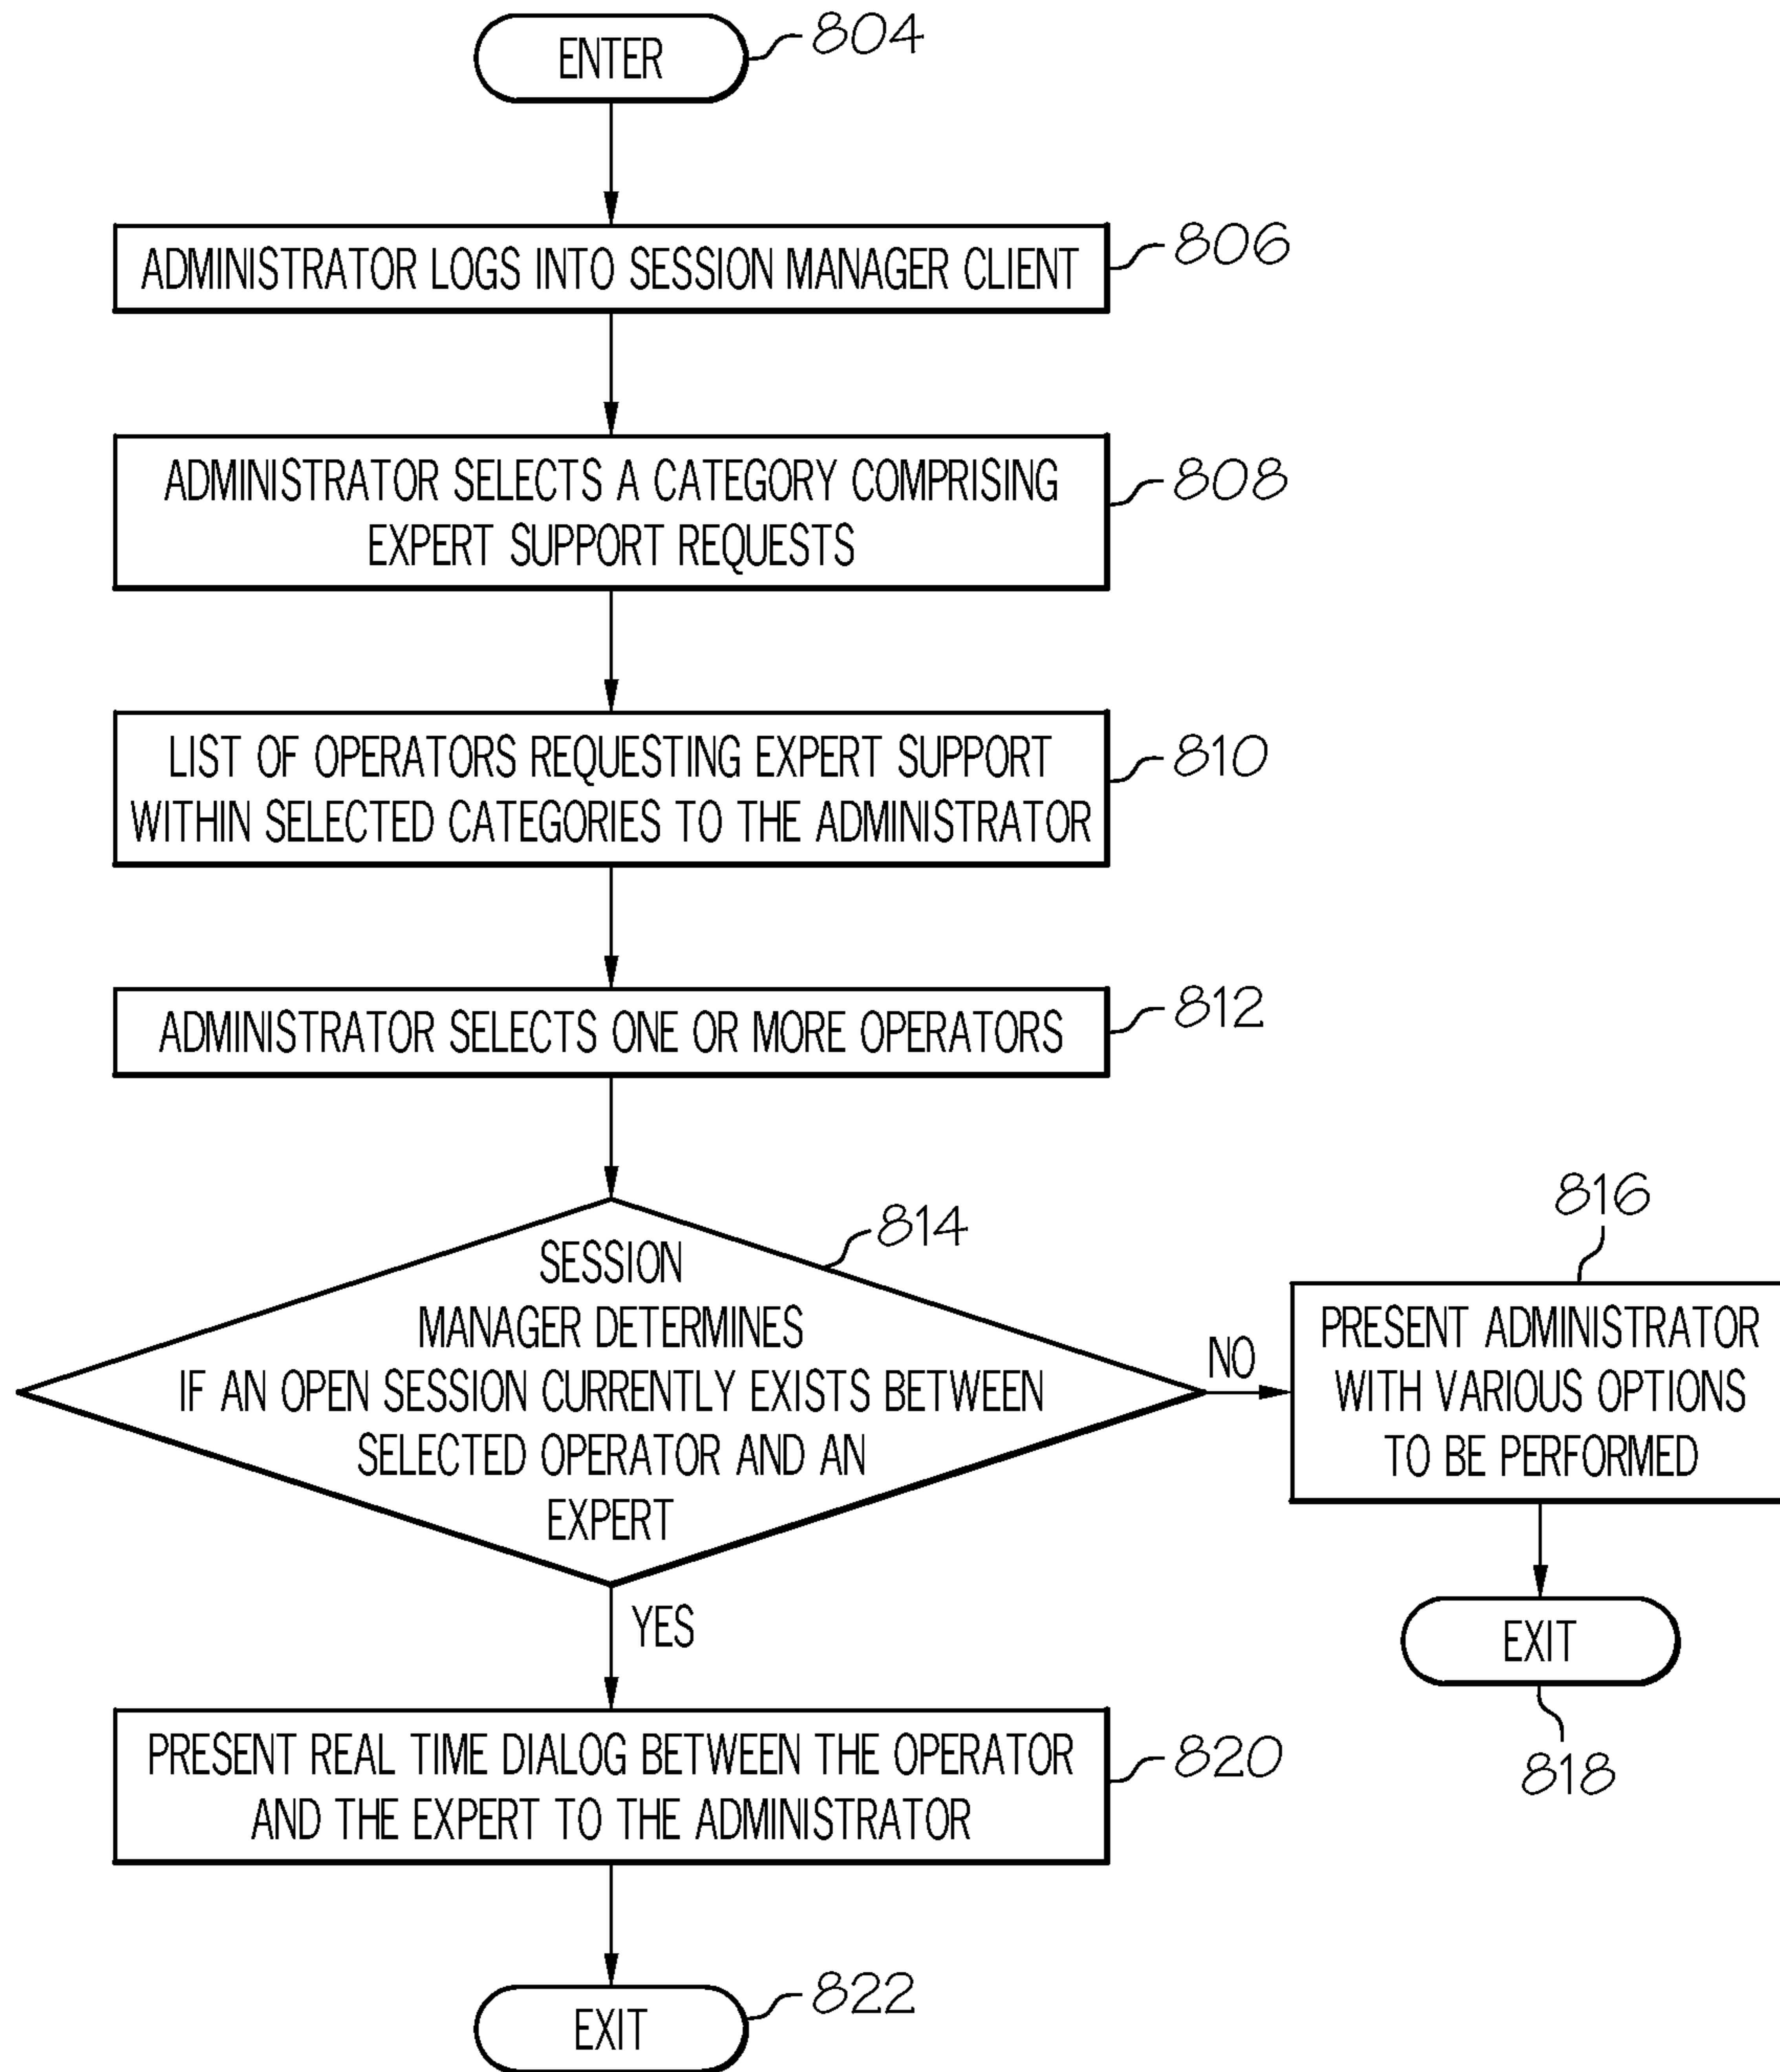 ENTER
804
ADMINISTRATOR LOGS INTO SESSION MANAGER CLIENT
806
ADMINISTRATOR SELECTS A CATEGORY COMPRISING
EXPERT SUPPORT REQUESTS
808
LIST OF OPERATORS REQUESTING EXPERT SUPPORT
WITHIN SELECTED CATEGORIES TO THE ADMINISTRATOR
810
ADMINISTRATOR SELECTS ONE OR MORE OPERATORS
812
SESSION
MANAGER DETERMINES
IF AN OPEN SESSION CURRENTLY EXISTS BETWEEN
SELECTED OPERATOR AND AN
EXPERT
814
NO
816
PRESENT ADMINISTRATOR
WITH VARIOUS OPTIONS
TO BE PERFORMED
EXIT
818
YES
PRESENT REAL TIME DIALOG BETWEEN THE OPERATOR
AND THE EXPERT TO THE ADMINISTRATOR
820
EXIT
822